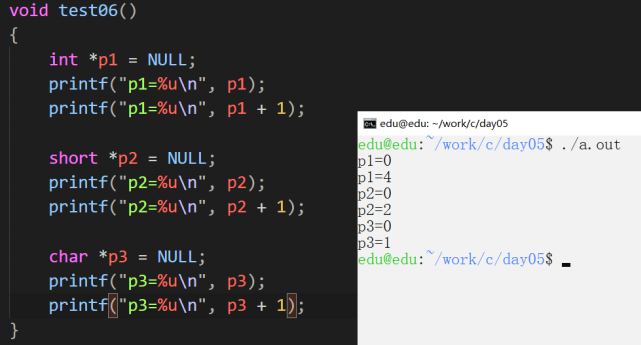 void test06()
{
int *p1 = NULL;
printf("p1=%u\n", p1);
printf("p1=%u\n", p1 + 1);
short *p2 = NULL;
printf("p2=%u\n", p2);
printf("p2=%u\n", p2 + 1);
char *p3 = NULL;
printf("p3=%u\n", p3);
printf("p3=%u\n", p3 + 1);
}
edu@edu: ~/work/c/day05
edu@edu:~/work/c/day05$ ./a.out
p1=0
p1=4
p2=0
p2=2
p3=0
p3=1
edu@edu:~/work/c/day05$